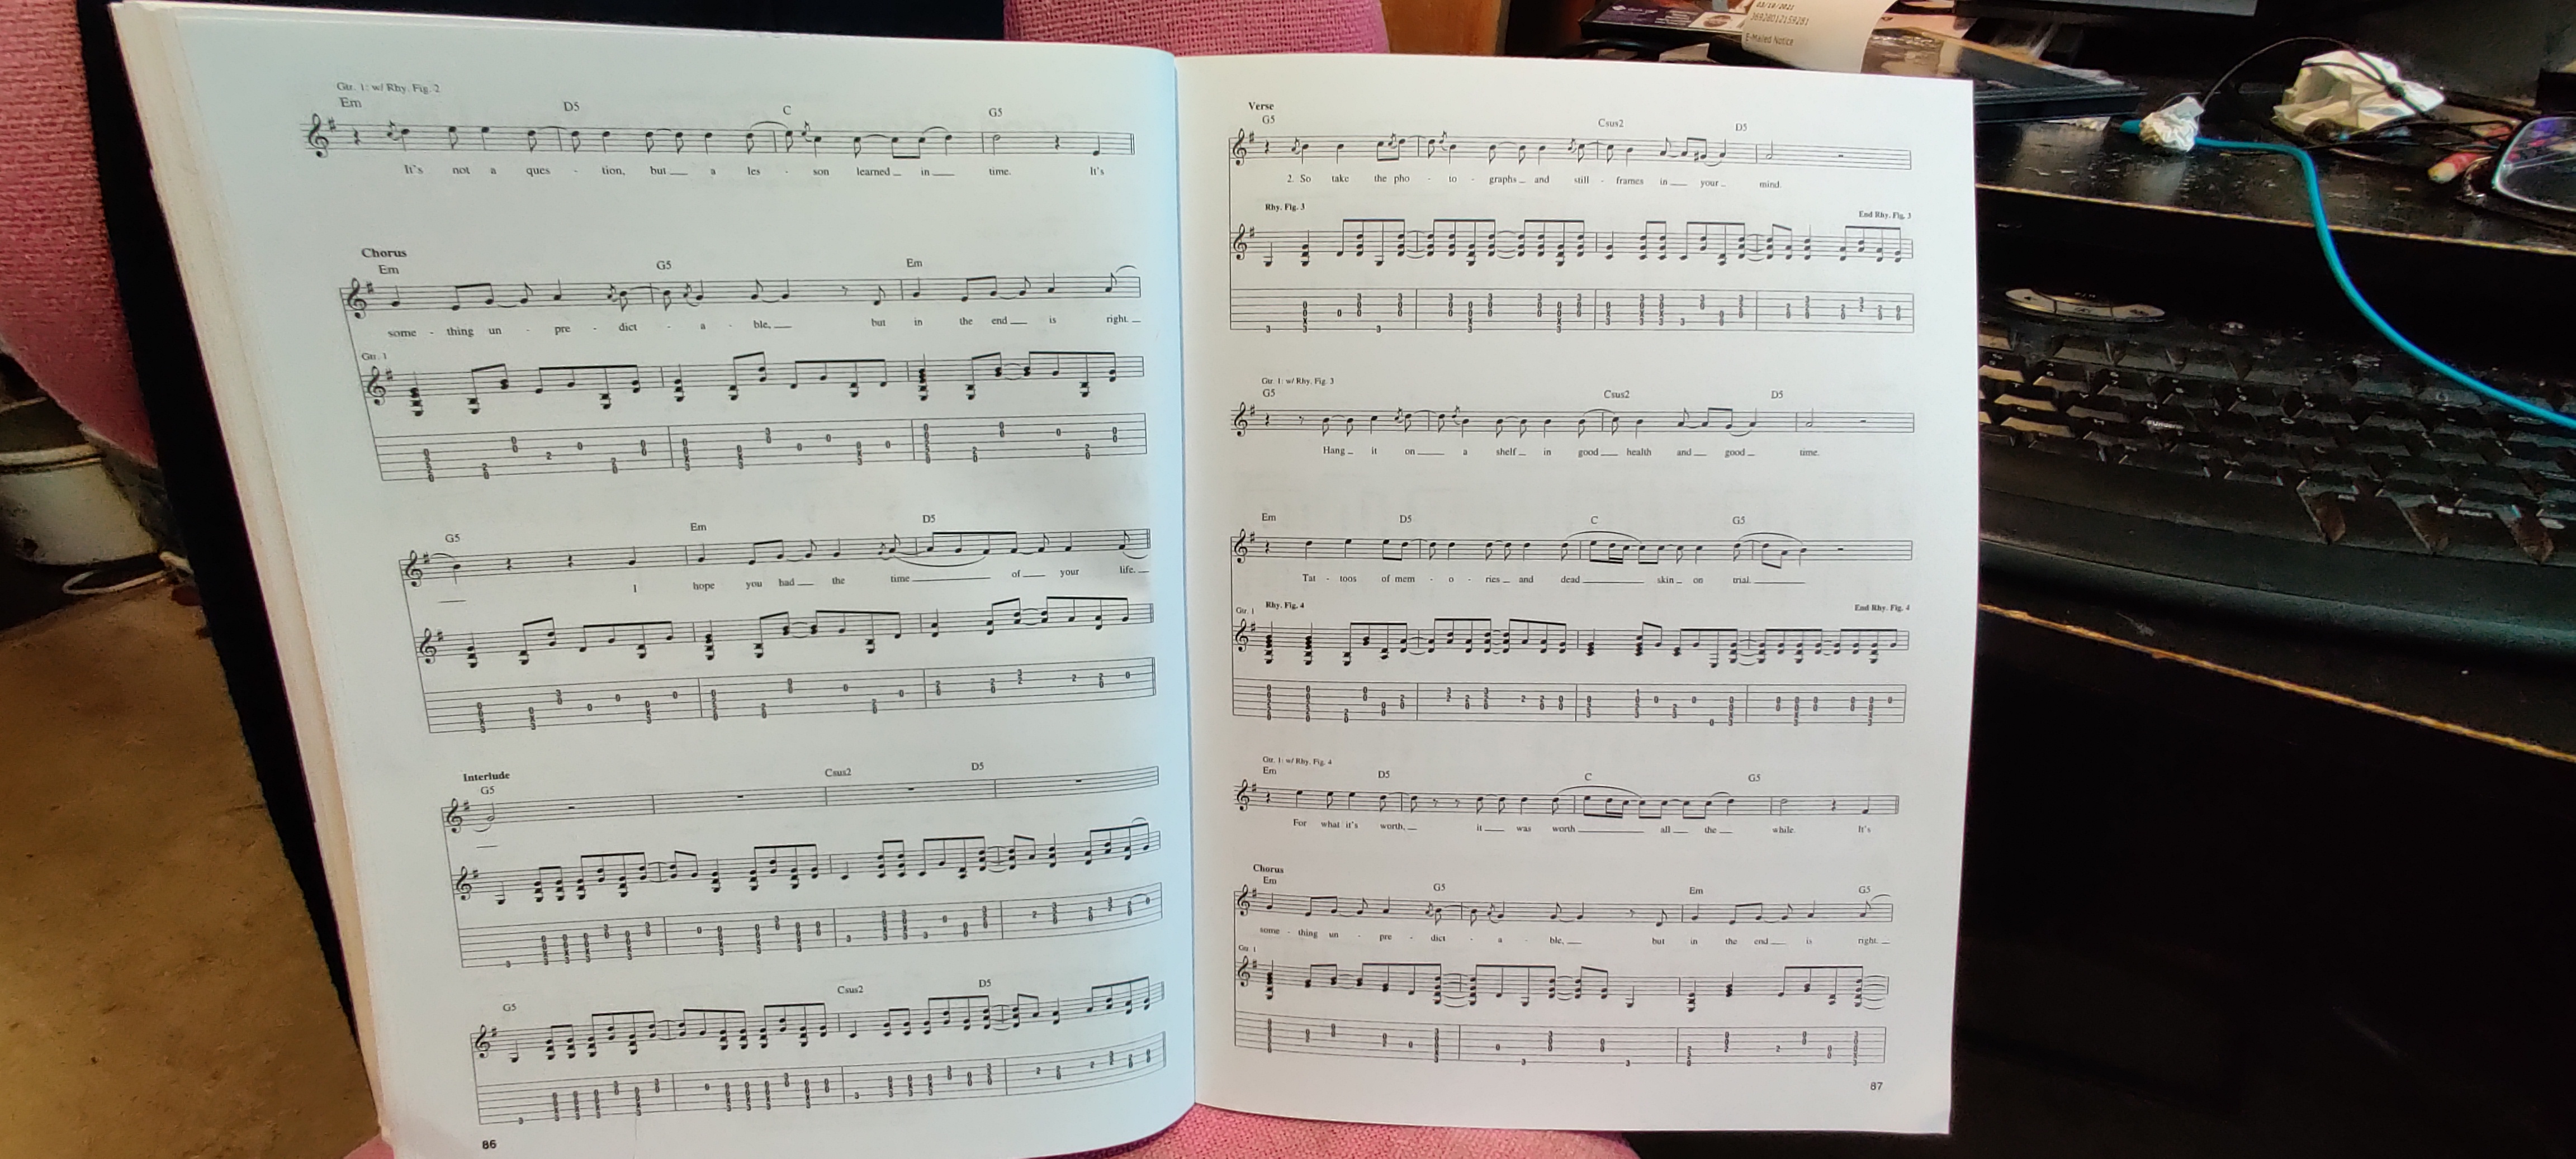 03/19/2021
36928012159281
E-Mailed Notice
Gtr. 1: w/ Rhy. Fig. 2
Em D5 C G5
It's not a ques - tion, but a les - son learned in time. It's
Chorus
Em G5 Em
some - thing un - pre - dict - a - ble, but in the end is right.
Gtr. 1
G5 Em D5
I hope you had the time of your life.
Interlude
G5 Csus2 D5
G5 Csus2 D5
86
Verse
G5 Csus2 D5
2. So take the pho - to - graphs and still - frames in your mind.
Rhy. Fig. 3 End Rhy. Fig. 3
Gtr. 1: w/ Rhy. Fig. 3
G5 Csus2 D5
Hang it on a shelf in good health and good time.
Em D5 C G5
Tat - toos of mem - o - ries and dead skin on trial.
Gtr. 1 Rhy. Fig. 4 End Rhy. Fig. 4
Gtr. 1: w/ Rhy. Fig. 4
Em D5 C G5
For what it's worth, it was worth all the while. It's
Chorus
Em G5 Em G5
some - thing un - pre - dict - a - ble, but in the end is right.
Gtr. 1
87